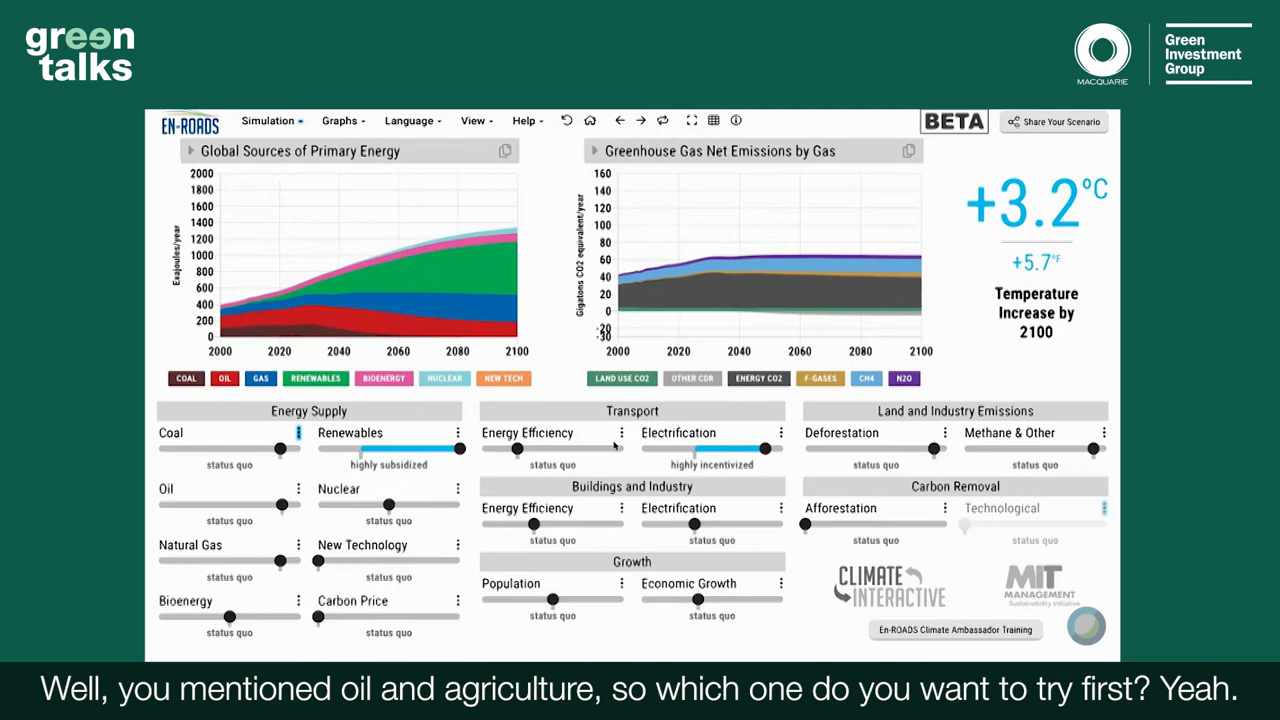 green
talks
MACQUARIE
Green
Investment
Group
EN-ROADS
Simulation
Graphs
Language
View
Help
BETA
Share Your Scenario
Global Sources of Primary Energy
2000
1800
1600
1400
1200
1000
800
600
400
200
0
Exajoules/year
2000 2020 2040 2060 2080 2100
COAL OIL GAS RENEWABLES BIOENERGY NUCLEAR NEW TECH
Greenhouse Gas Net Emissions by Gas
160
140
120
100
80
60
40
20
0
-20
-30
Gigatons CO2 equivalent/year
2000 2020 2040 2060 2080 2100
LAND USE CO2 OTHER CDR ENERGY CO2 F-GASES CH4 N2O
+3.2°C
+5.7°F
Temperature
Increase by
2100
Energy Supply
Coal
status quo
Renewables
highly subsidized
Oil
status quo
Nuclear
status quo
Natural Gas
status quo
New Technology
status quo
Bioenergy
status quo
Carbon Price
status quo
Transport
Energy Efficiency
status quo
Electrification
highly incentivized
Buildings and Industry
Energy Efficiency
status quo
Electrification
status quo
Growth
Population
status quo
Economic Growth
status quo
Land and Industry Emissions
Deforestation
status quo
Methane & Other
status quo
Carbon Removal
Afforestation
status quo
Technological
status quo
CLIMATE
INTERACTIVE
MIT
MANAGEMENT
Sustainability Initiative
En-ROADS Climate Ambassador Training
Well, you mentioned oil and agriculture, so which one do you want to try first? Yeah.